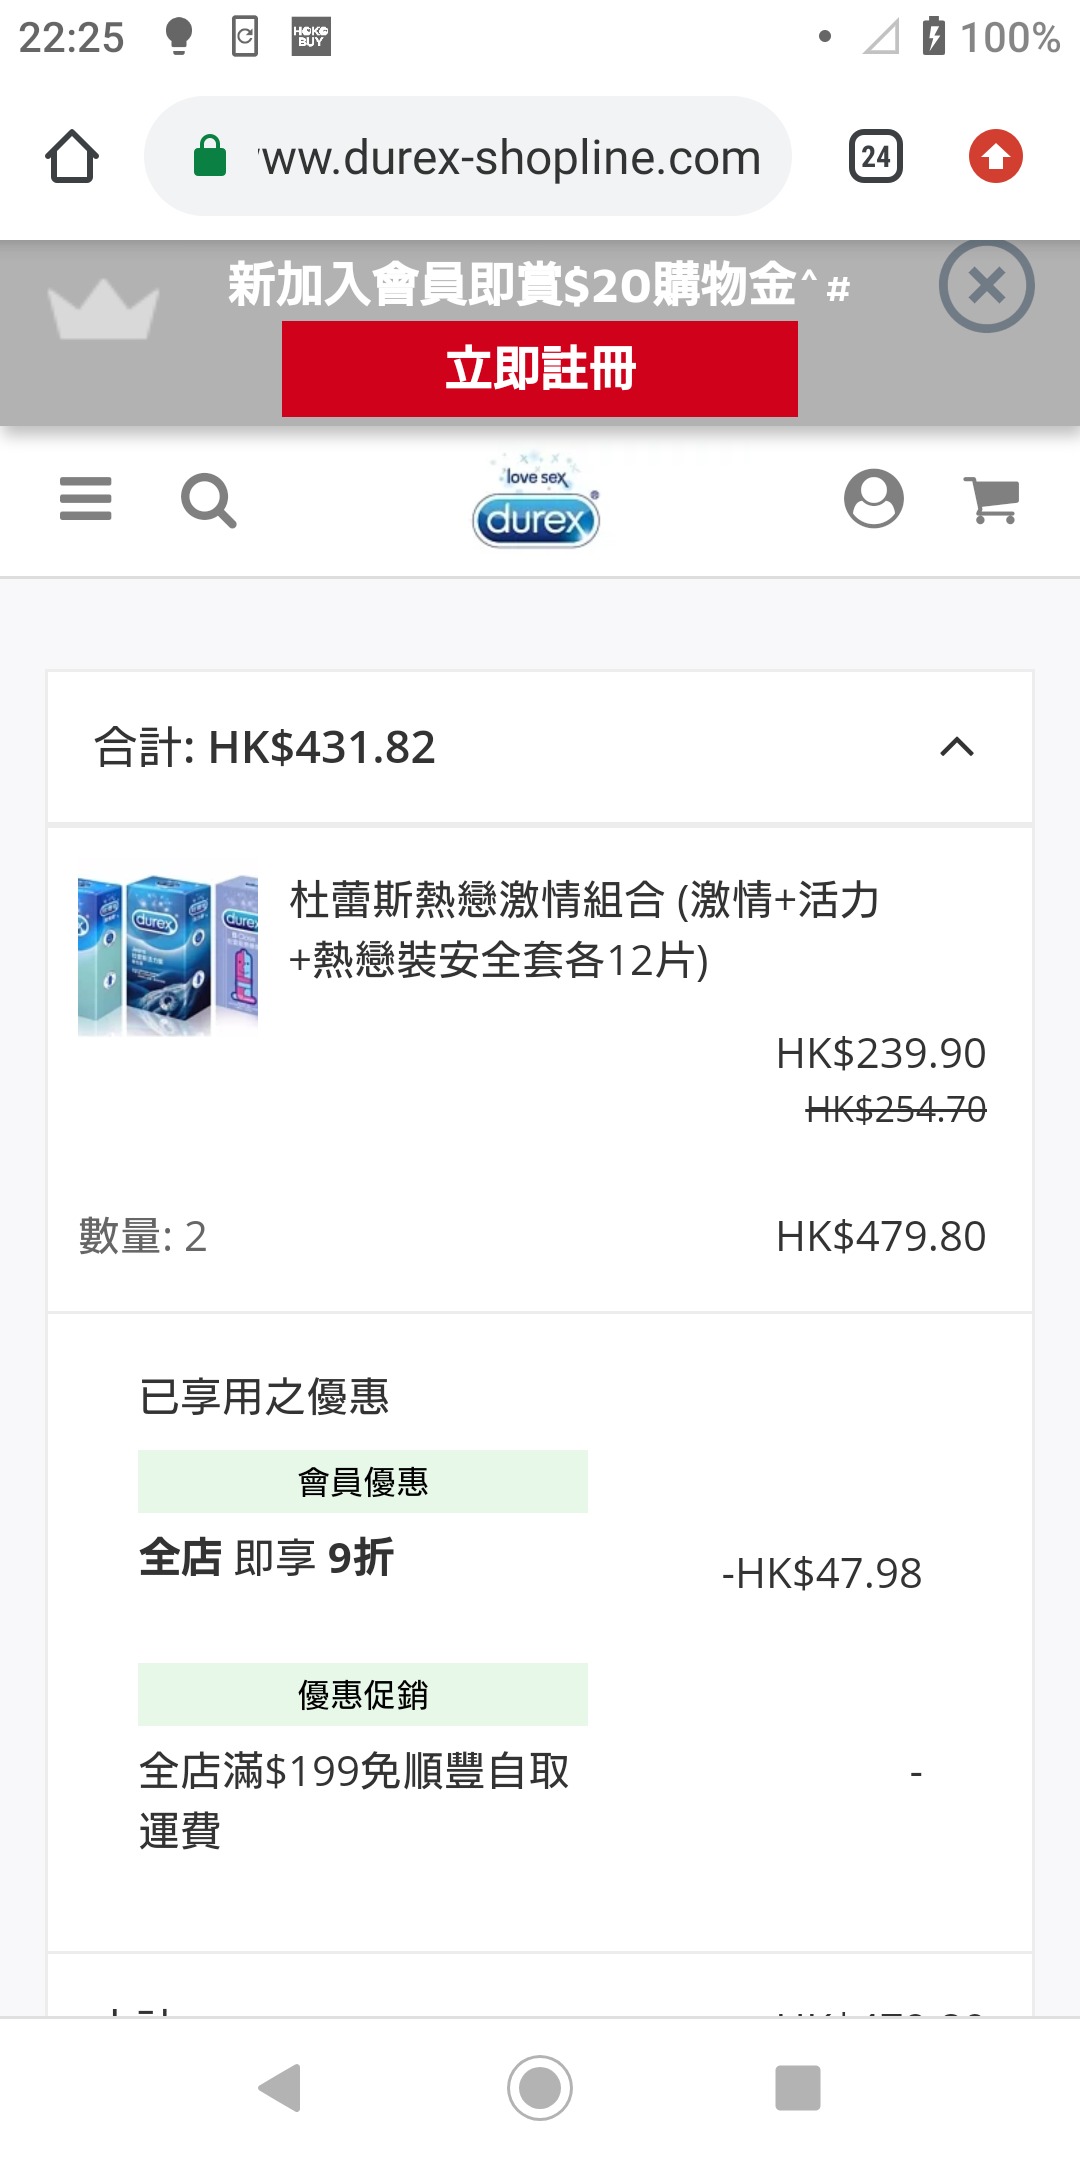 22:25
HOKO
BUY
100%
ww.durex-shopline.com
24
新加入會員即賞$20購物金^#
立即註冊
love sex
durex
合計: HK$431.82
durex
杜蕾斯熱戀激情組合 (激情+活力
+熱戀裝安全套各12片)
HK$239.90
HK$254.70
數量: 2
HK$479.80
已享用之優惠
會員優惠
全店 即享 9折
-HK$47.98
優惠促銷
全店滿$199免順豐自取
運費
-